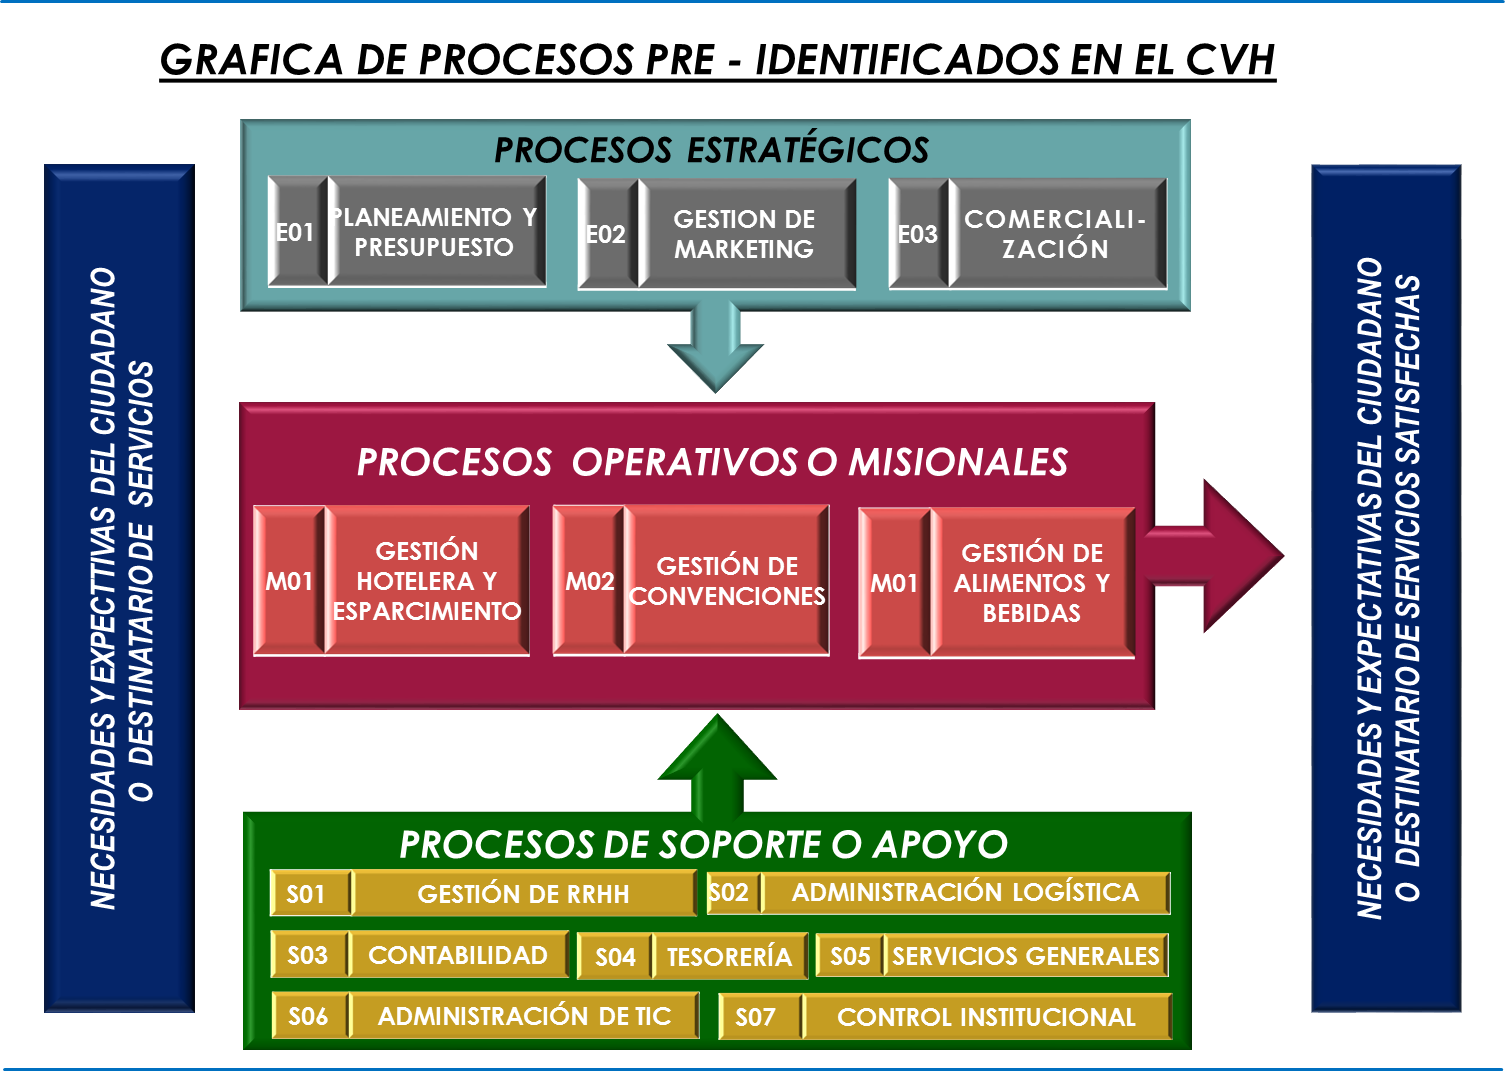 GRAFICA DE PROCESOS PRE - IDENTIFICADOS EN EL CVH
NECESIDADES Y EXPECTTIVAS DEL CIUDADANO
O DESTINATARIO DE SERVICIOS
PROCESOS ESTRATÉGICOS
E01
PLANEAMIENTO Y
PRESUPUESTO
E02
GESTION DE
MARKETING
E03
COMERCIALI-
ZACIÓN
PROCESOS OPERATIVOS O MISIONALES
M01
GESTIÓN
HOTELERA Y
ESPARCIMIENTO
M02
GESTIÓN DE
CONVENCIONES
M01
GESTIÓN DE
ALIMENTOS Y
BEBIDAS
PROCESOS DE SOPORTE O APOYO
S01
GESTIÓN DE RRHH
S02
ADMINISTRACIÓN LOGÍSTICA
S03
CONTABILIDAD
S04
TESORERÍA
S05
SERVICIOS GENERALES
S06
ADMINISTRACIÓN DE TIC
S07
CONTROL INSTITUCIONAL
NECESIDADES Y EXPECTATIVAS DEL CIUDADANO
O DESTINATARIO DE SERVICIOS SATISFECHAS